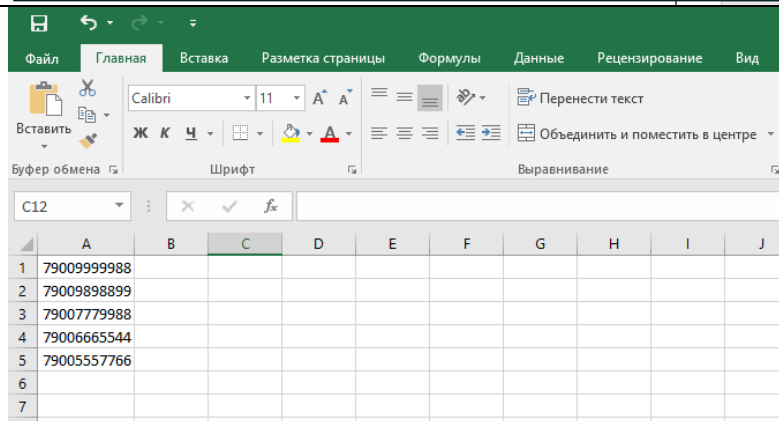 Файл Главная Вставка Разметка страницы Формулы Данные Рецензирование Вид
Вставить
Calibri 11 A A
Перенести текст
Ж К Ч А
Объединить и поместить в центре
Буфер обмена Шрифт Выравнивание
C12 fx
A B C D E F G H I J
1 79009999988
2 79009898899
3 79007779988
4 79006665544
5 79005557766
6
7